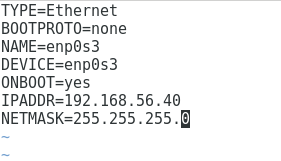 TYPE=Ethernet
BOOTPROTO=none
NAME=enp0s3
DEVICE=enp0s3
ONBOOT=yes
IPADDR=192.168.56.40
NETMASK=255.255.255.0
~
~